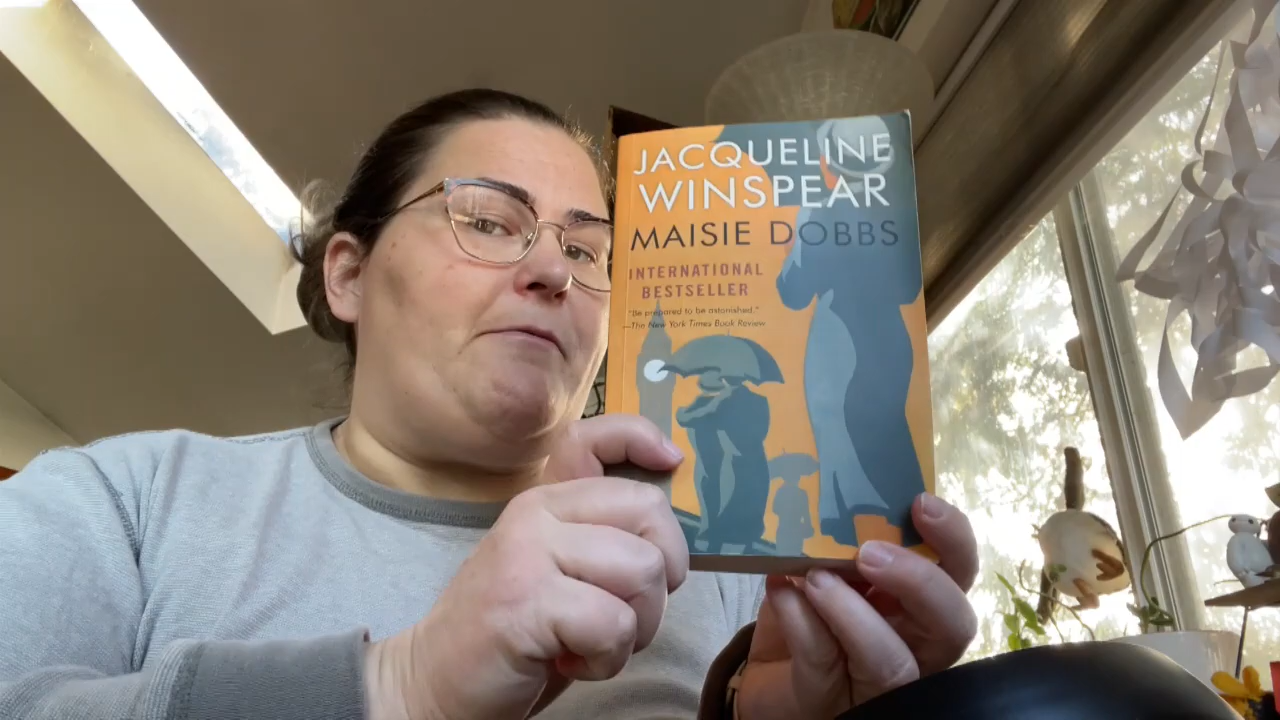 JACQUELINE
WINSPEAR
MAISIE DOBBS
INTERNATIONAL
BESTSELLER
"Be prepared to be astonished."
—The New York Times Book Review